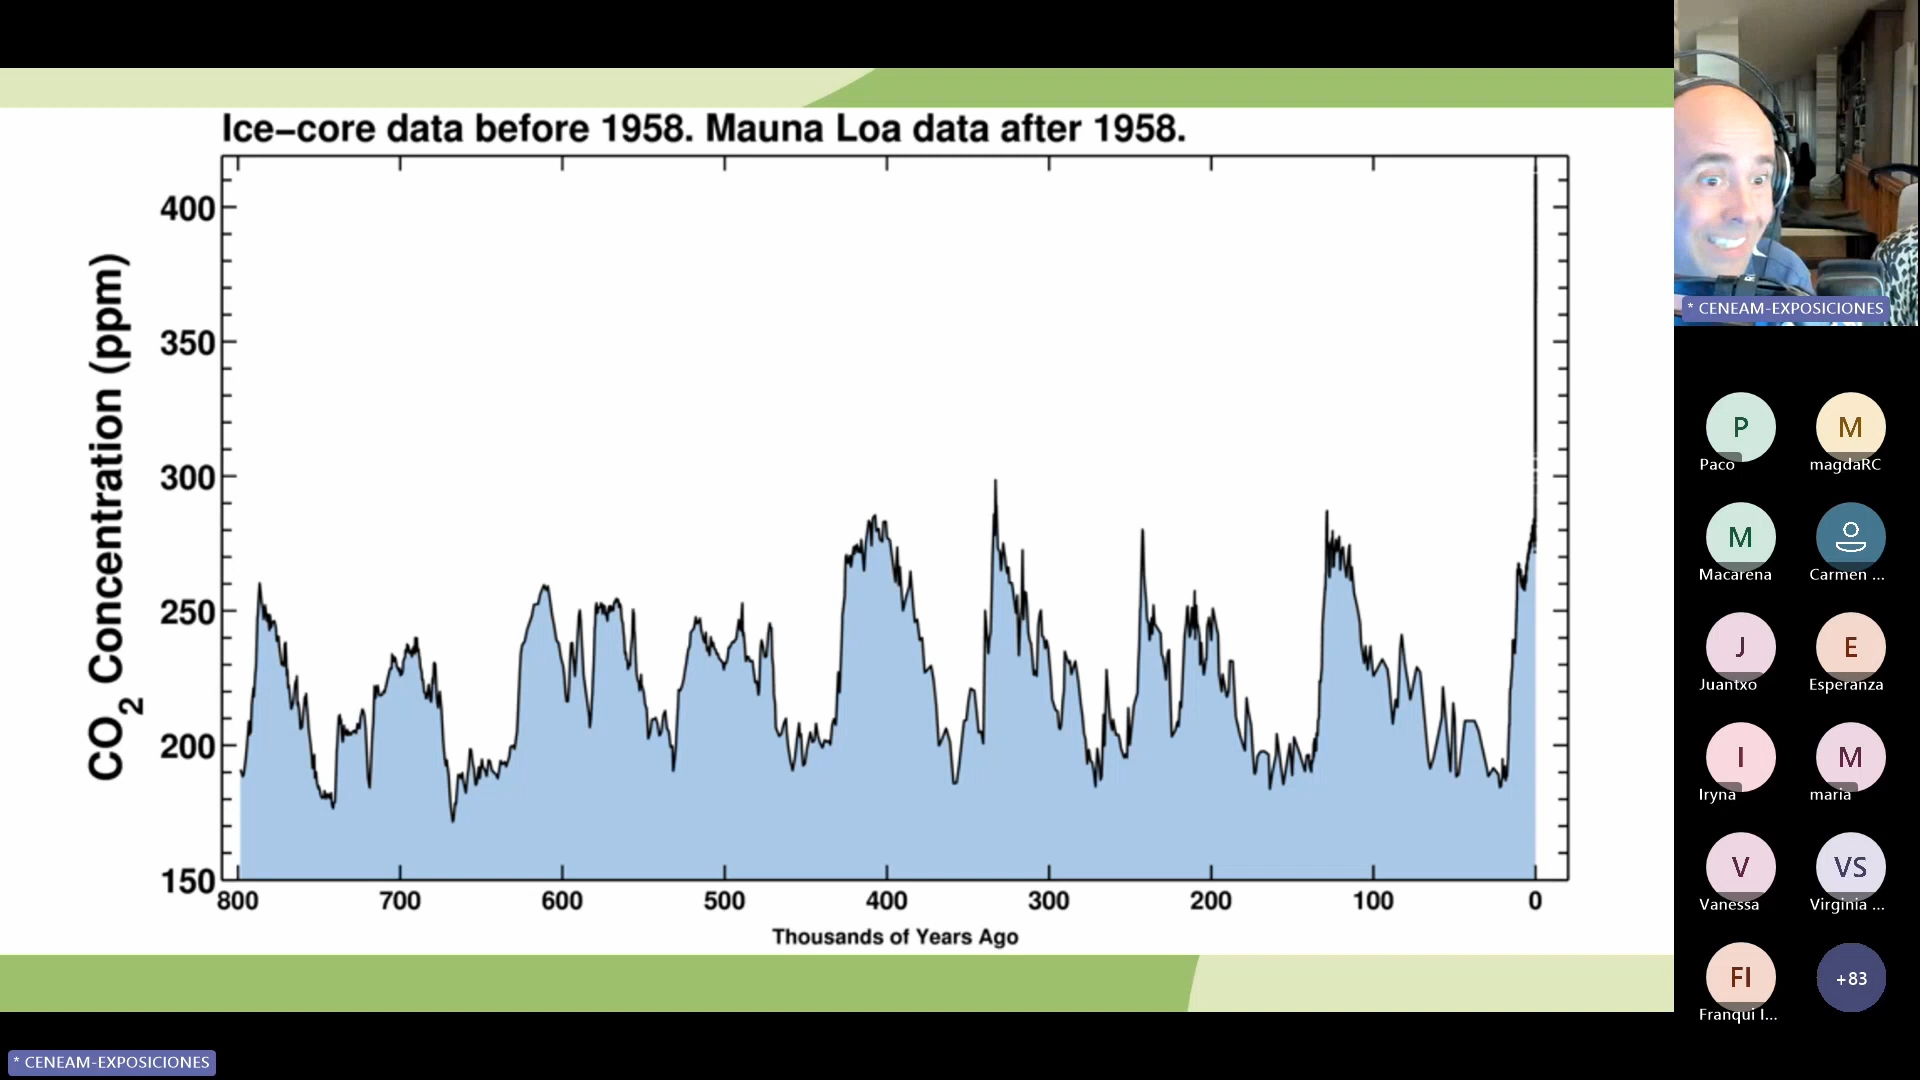 Ice-core data before 1958. Mauna Loa data after 1958.
CO2 Concentration (ppm)
400
350
300
250
200
150
800 700 600 500 400 300 200 100 0
Thousands of Years Ago
* CENEAM-EXPOSICIONES
P M
Paco magdaRC
M
Macarena Carmen ...
J E
Juantxo Esperanza
I M
Iryna maria
V VS
Vanessa Virginia ...
FI +83
Franqui I...
* CENEAM-EXPOSICIONES